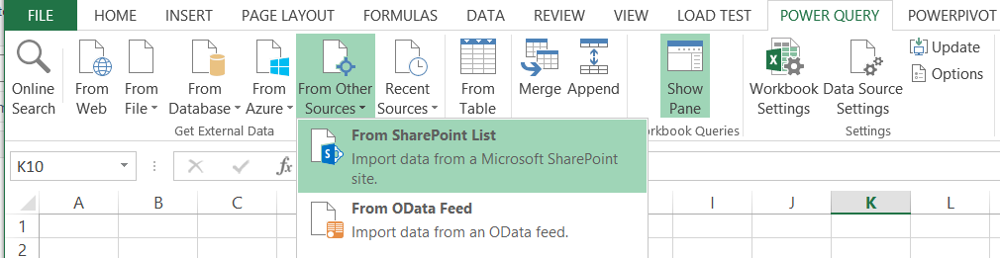 FILE HOME INSERT PAGE LAYOUT FORMULAS DATA REVIEW VIEW LOAD TEST POWER QUERY POWERPIVOT
Online Search
From Web
From File
From Database
From Azure
From Other Sources
Recent Sources
From Table
Merge
Append
Show Pane
Workbook Settings
Data Source Settings
Update
Options
Get External Data
Workbook Queries
Settings
From SharePoint List
Import data from a Microsoft SharePoint
site.
From OData Feed
Import data from an OData feed.
K10
fx
A B C I J K L
1
2